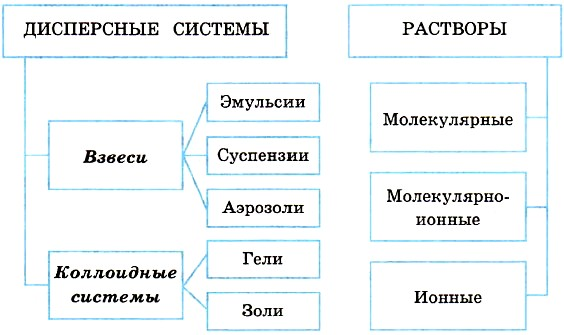 ДИСПЕРСНЫЕ СИСТЕМЫ
Взвеси
Эмульсии
Суспензии
Аэрозоли
Коллоидные
системы
Гели
Золи
РАСТВОРЫ
Молекулярные
Молекулярно-
ионные
Ионные